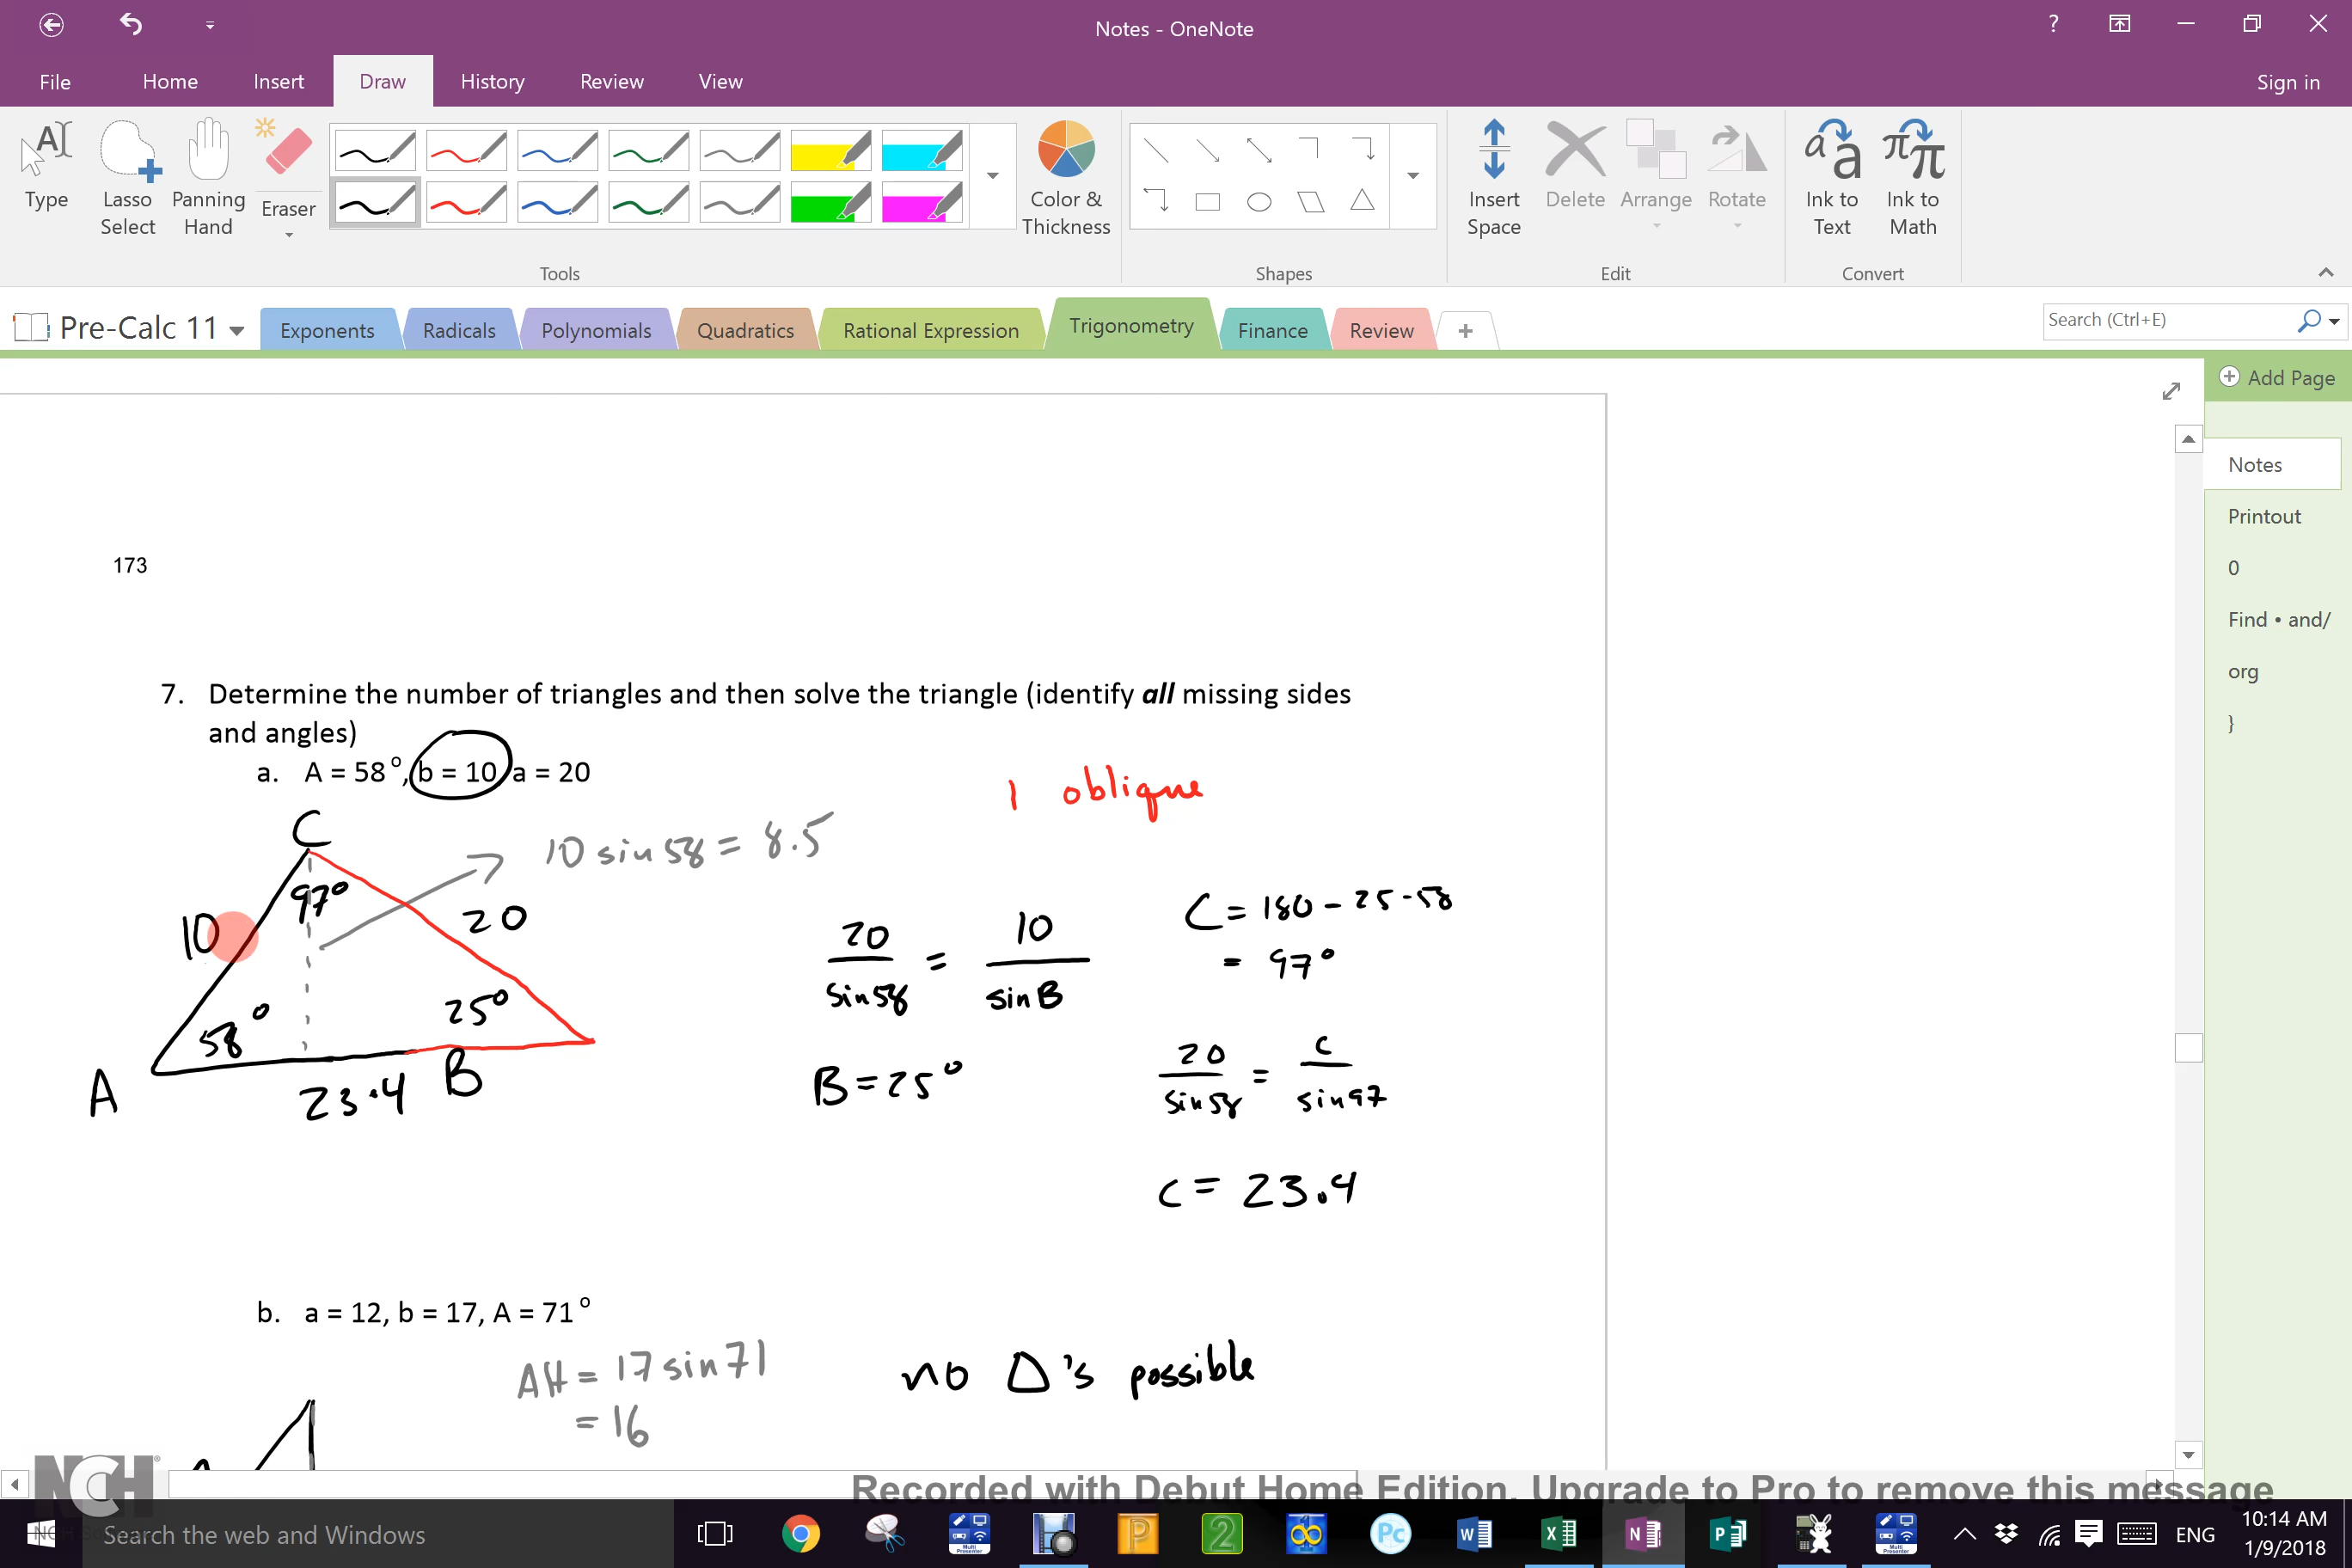 Notes - OneNote
?
File Home Insert Draw History Review View Sign in
Type
Lasso Select
Panning Hand
Eraser
Color & Thickness
Insert Space
Delete
Arrange
Rotate
Ink to Text
Ink to Math
Tools Shapes Edit Convert
Pre-Calc 11 Exponents Radicals Polynomials Quadratics Rational Expression Trigonometry Finance Review + Search (Ctrl+E)
Add Page
Notes
Printout
0
Find • and/
org
}
173
7. Determine the number of triangles and then solve the triangle (identify all missing sides
and angles)
a. A = 58°, b = 10, a = 20
1 oblique
C
10 sin 58 = 8.5
97°
10
20
58°
25°
A
23.4
B
20/sin 58 = 10/sin B
B = 25°
C = 180 - 25 - 58
= 97°
20/sin 58 = c/sin 97
c = 23.4
b. a = 12, b = 17, A = 71°
AH = 17 sin 71
= 16
no Δ's possible
NCH
Recorded with Debut Home Edition. Upgrade to Pro to remove this message
Search the web and Windows
ENG
10:14 AM
1/9/2018